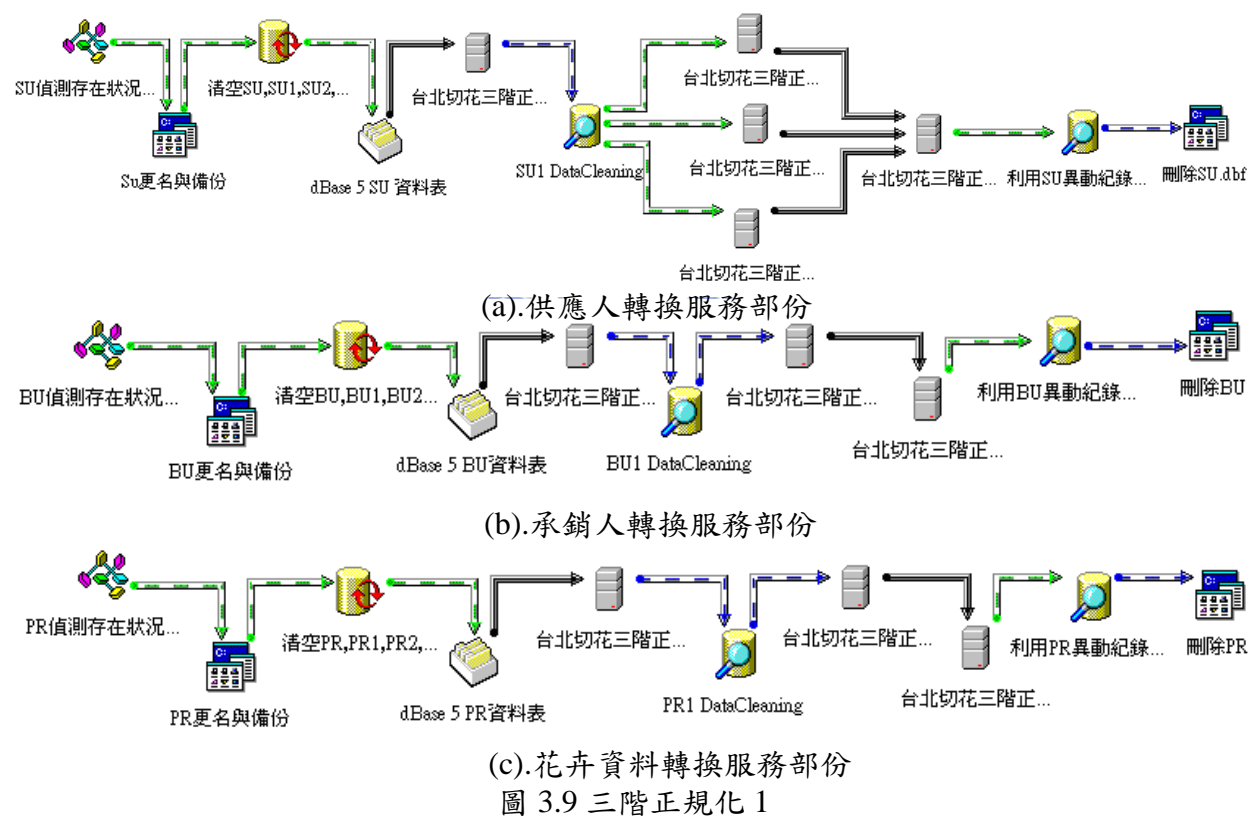 SU偵測存在狀況...
Su更名與備份
清空SU,SU1,SU2,...
dBase 5 SU 資料表
台北切花三階正...
SU1 DataCleaning
台北切花三階正...
台北切花三階正...
台北切花三階正...
台北切花三階正...
利用SU異動紀錄...
刪除SU.dbf
(a).供應人轉換服務部份
BU偵測存在狀況...
BU更名與備份
清空BU,BU1,BU2...
dBase 5 BU資料表
台北切花三階正...
BU1 DataCleaning
台北切花三階正...
台北切花三階正...
利用BU異動紀錄...
刪除BU
(b).承銷人轉換服務部份
PR偵測存在狀況...
PR更名與備份
清空PR,PR1,PR2,...
dBase 5 PR資料表
台北切花三階正...
PR1 DataCleaning
台北切花三階正...
台北切花三階正...
利用PR異動紀錄...
刪除PR
(c).花卉資料轉換服務部份
圖 3.9 三階正規化 1